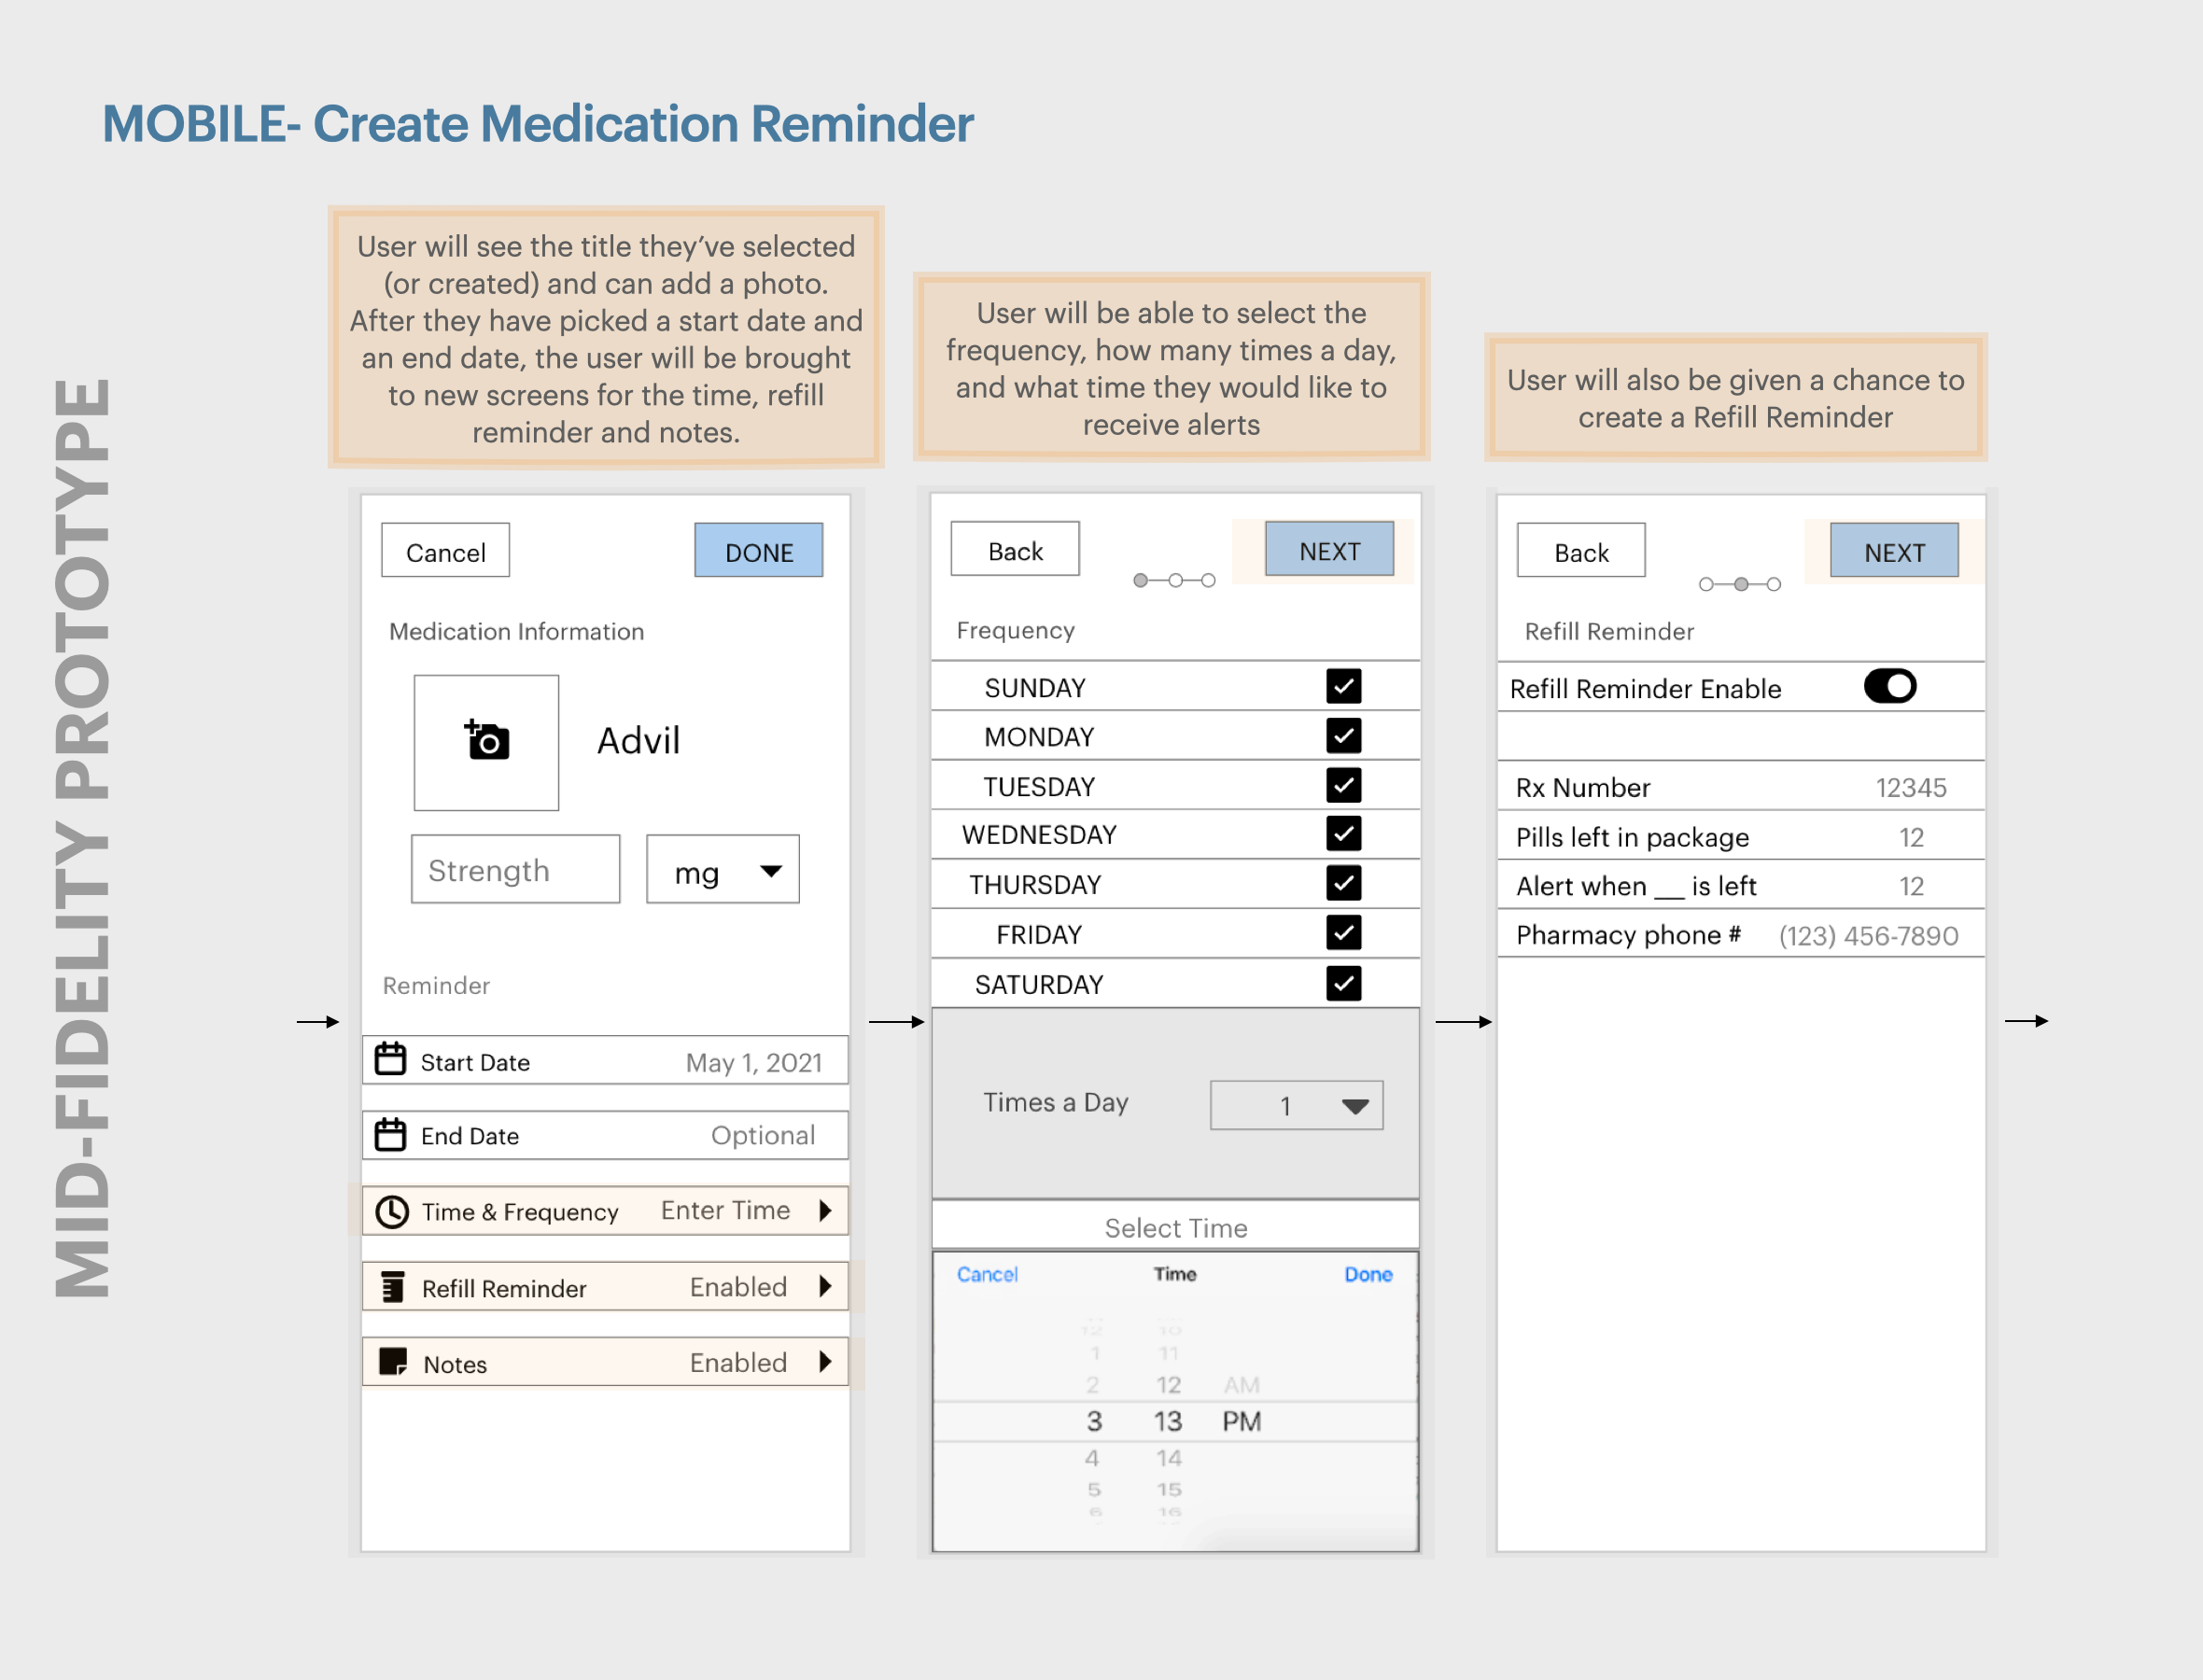 MOBILE- Create Medication Reminder
MID-FIDELITY PROTOTYPE
User will see the title they’ve selected
(or created) and can add a photo.
After they have picked a start date and
an end date, the user will be brought
to new screens for the time, refill
reminder and notes.
Cancel
DONE
Medication Information
Advil
Strength
mg
Reminder
Start Date May 1, 2021
End Date Optional
Time & Frequency Enter Time
Refill Reminder Enabled
Notes Enabled
User will be able to select the
frequency, how many times a day,
and what time they would like to
receive alerts
Back
NEXT
Frequency
SUNDAY
MONDAY
TUESDAY
WEDNESDAY
THURSDAY
FRIDAY
SATURDAY
Times a Day 1
Select Time
Cancel Time Done
12 10
1 11
2 12 AM
3 13 PM
4 14
5 15
6 16
User will also be given a chance to
create a Refill Reminder
Back
NEXT
Refill Reminder
Refill Reminder Enable
Rx Number 12345
Pills left in package 12
Alert when __ is left 12
Pharmacy phone # (123) 456-7890